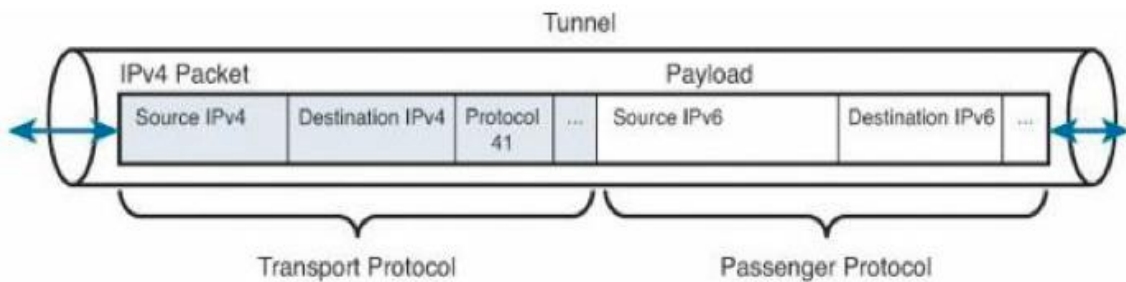 Tunnel
IPv4 Packet
Payload
Source IPv4
Destination IPv4
Protocol
41
...
Source IPv6
Destination IPv6
...
Transport Protocol
Passenger Protocol